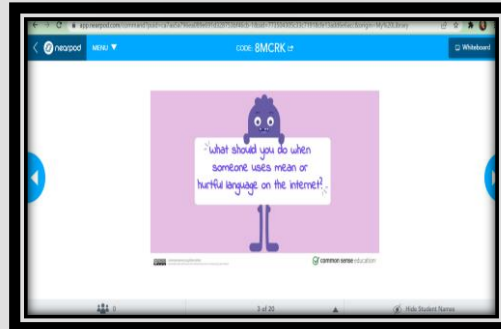 nearpod MENU ▼ CODE: 8MCRK Whiteboard
what should you do when
someone uses mean or
hurtful language on the internet?
common sense education
0 3 of 20 Hide Student Names